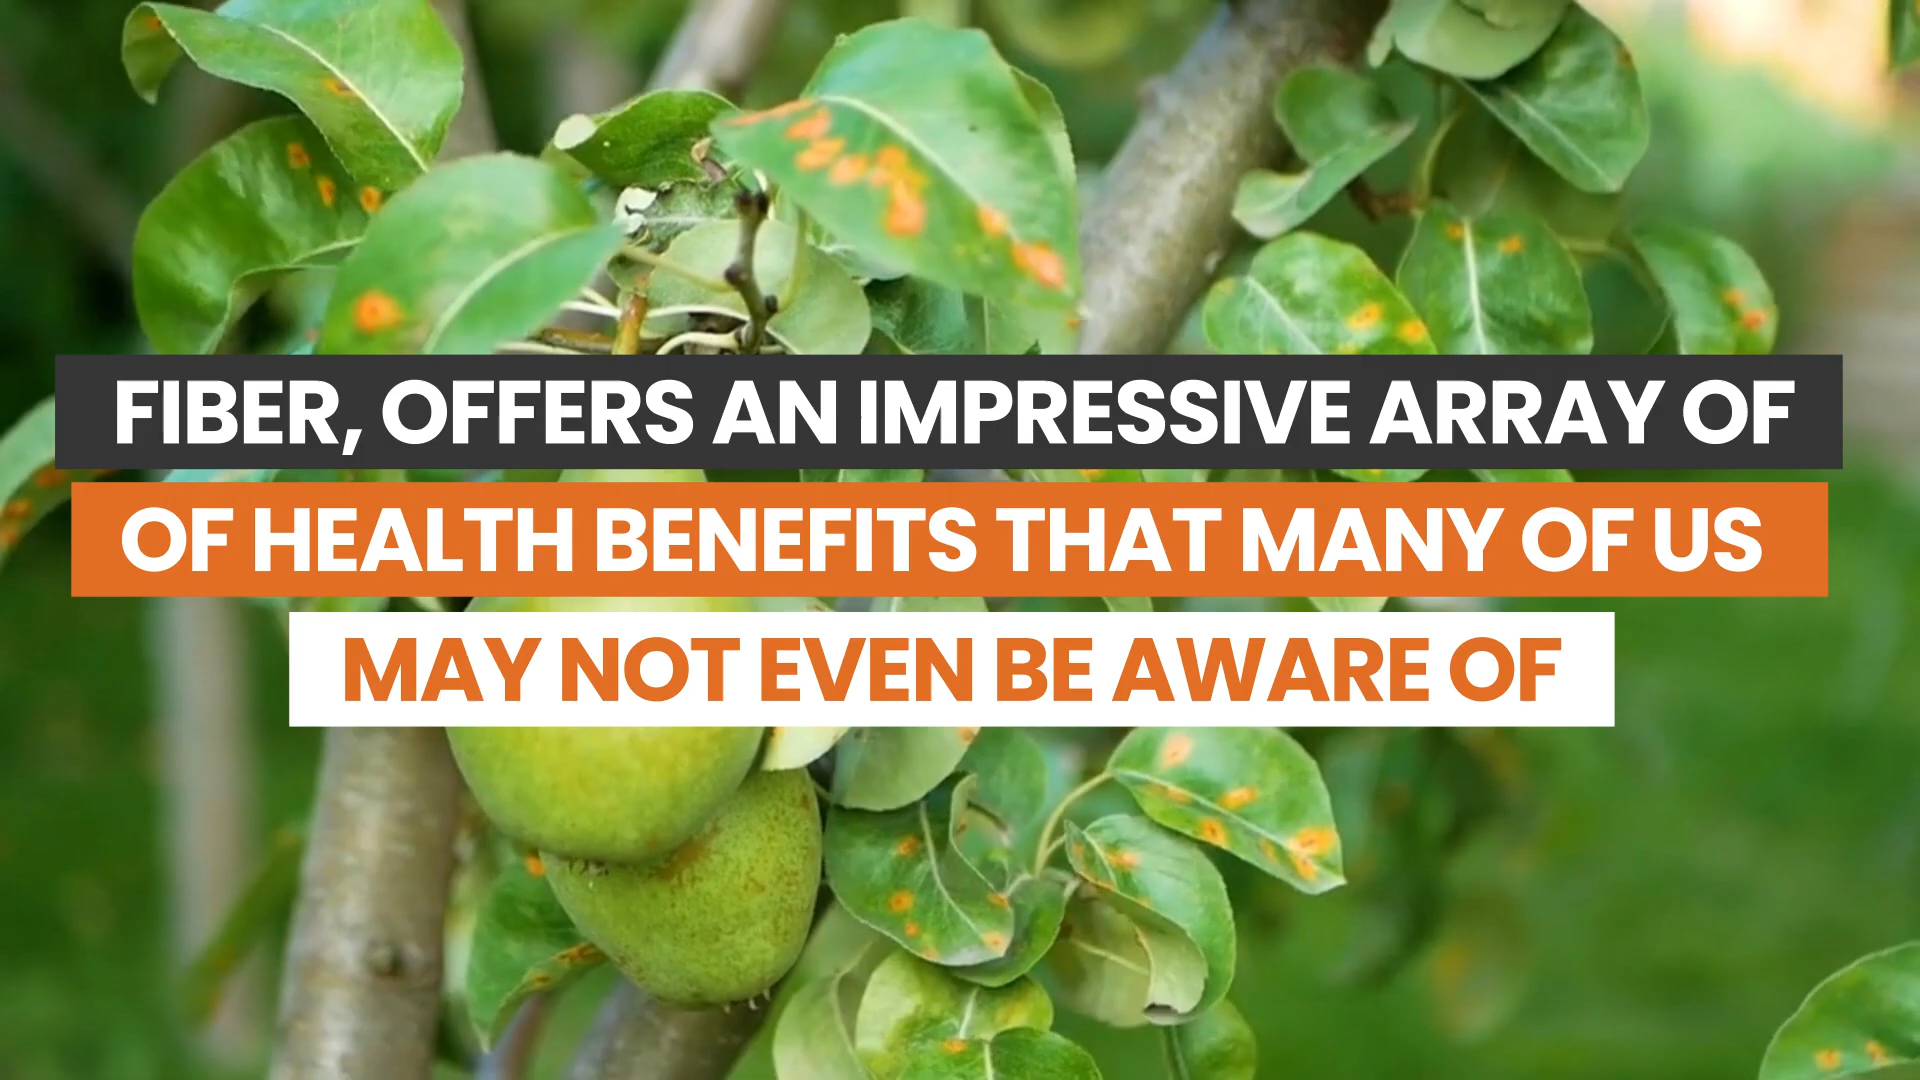 FIBER, OFFERS AN IMPRESSIVE ARRAY OF
OF HEALTH BENEFITS THAT MANY OF US
MAY NOT EVEN BE AWARE OF